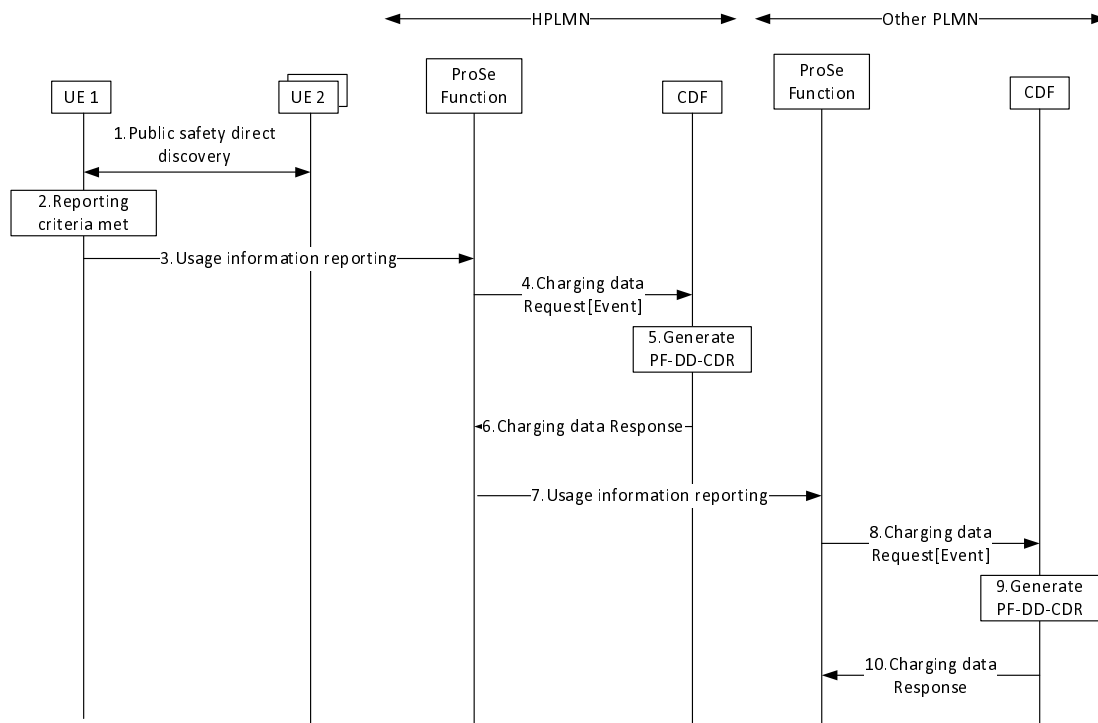 HPLMN
Other PLMN
UE 1
UE 2
ProSe
Function
CDF
ProSe
Function
CDF
1.Public safety direct
discovery
2.Reporting
criteria met
3.Usage information reporting
4.Charging data
Request[Event]
5.Generate
PF-DD-CDR
6.Charging data Response
7.Usage information reporting
8.Charging data
Request[Event]
9.Generate
PF-DD-CDR
10.Charging data
Response